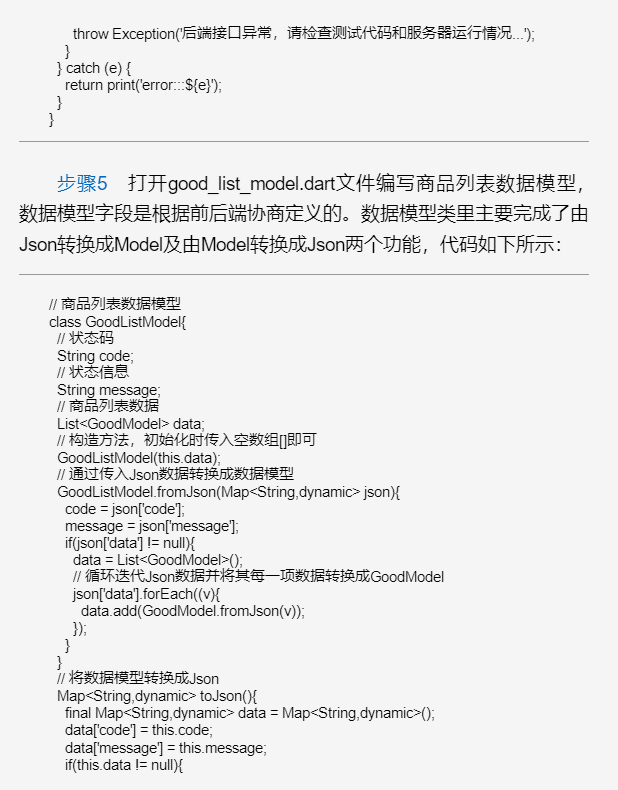 throw Exception('后端接口异常，请检查测试代码和服务器运行情况...');
}
} catch (e) {
return print('error:::${e}');
}
}
步骤5 打开good_list_model.dart文件编写商品列表数据模型，
数据模型字段是根据前后端协商定义的。数据模型类里主要完成了由
Json转换成Model及由Model转换成Json两个功能，代码如下所示：
// 商品列表数据模型
class GoodListModel{
// 状态码
String code;
// 状态信息
String message;
// 商品列表数据
List<GoodModel> data;
// 构造方法，初始化时传入空数组[]即可
GoodListModel(this.data);
// 通过传入Json数据转换成数据模型
GoodListModel.fromJson(Map<String,dynamic> json){
code = json['code'];
message = json['message'];
if(json['data'] != null){
data = List<GoodModel>();
// 循环迭代Json数据并将其每一项数据转换成GoodModel
json['data'].forEach((v){
data.add(GoodModel.fromJson(v));
});
}
}
// 将数据模型转换成Json
Map<String,dynamic> toJson(){
final Map<String,dynamic> data = Map<String,dynamic>();
data['code'] = this.code;
data['message'] = this.message;
if(this.data != null){